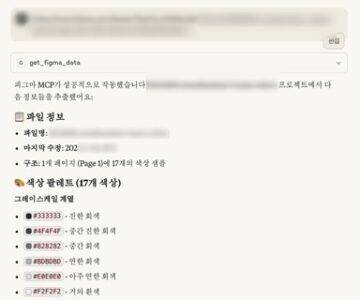 편집
get_figma_data
피그마 MCP가 성공적으로 작동했습니다 프로젝트에서 다
음 정보들을 추출했어요:
📋 파일 정보
• 파일명:
• 마지막 수정: 202
• 구조: 1개 페이지 (Page 1)에 17개의 색상 샘플
🎨 색상 팔레트 (17개 색상)
그레이스케일 계열
• #333333 - 진한 회색
• #4F4F4F - 중간 진한 회색
• #828282 - 중간 회색
• #BDBDBD - 연한 회색
• #E0E0E0 - 아주 연한 회색
• #F2F2F2 - 거의 흰색